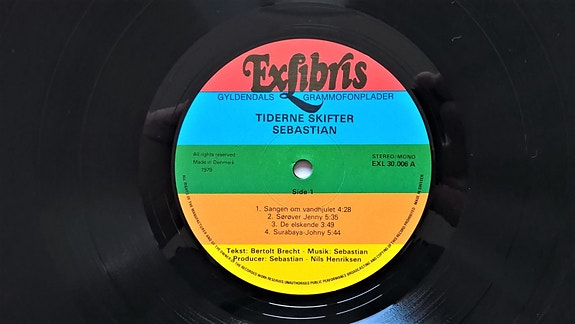 Exlibris
GYLDENDALS GRAMMOFONPLADER
TIDERNE SKIFTER
SEBASTIAN
All rights reserved
Made in Denmark
1979
STEREO/MONO
EXL 30.006 A
Side 1
1. Sangen om vandhjulet 4:28
2. Sørøver Jenny 5:35
3. De elskende 3:49
4. Surabaya-Johny 5:44
Tekst: Bertolt Brecht - Musik: Sebastian
Producer: Sebastian - Nils Henriksen